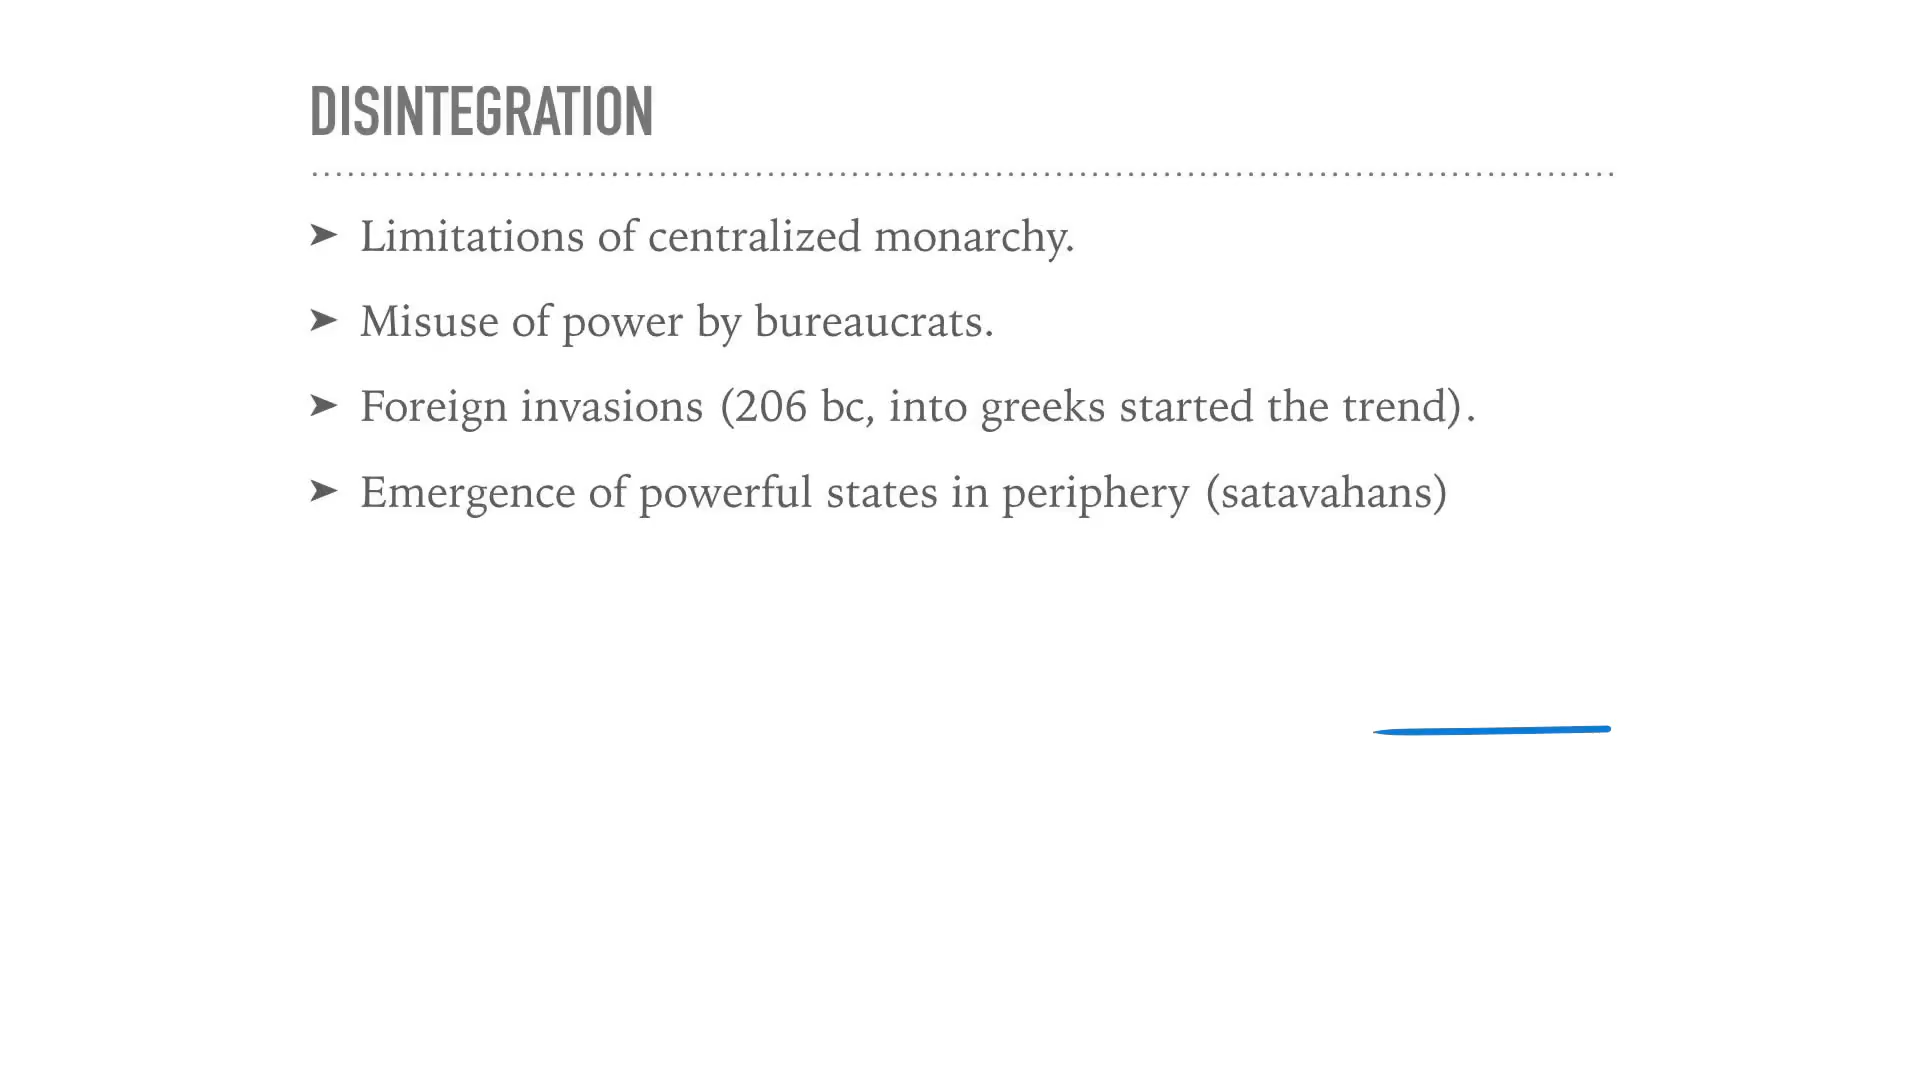 DISINTEGRATION
➤ Limitations of centralized monarchy.
➤ Misuse of power by bureaucrats.
➤ Foreign invasions (206 bc, into greeks started the trend).
➤ Emergence of powerful states in periphery (satavahans)